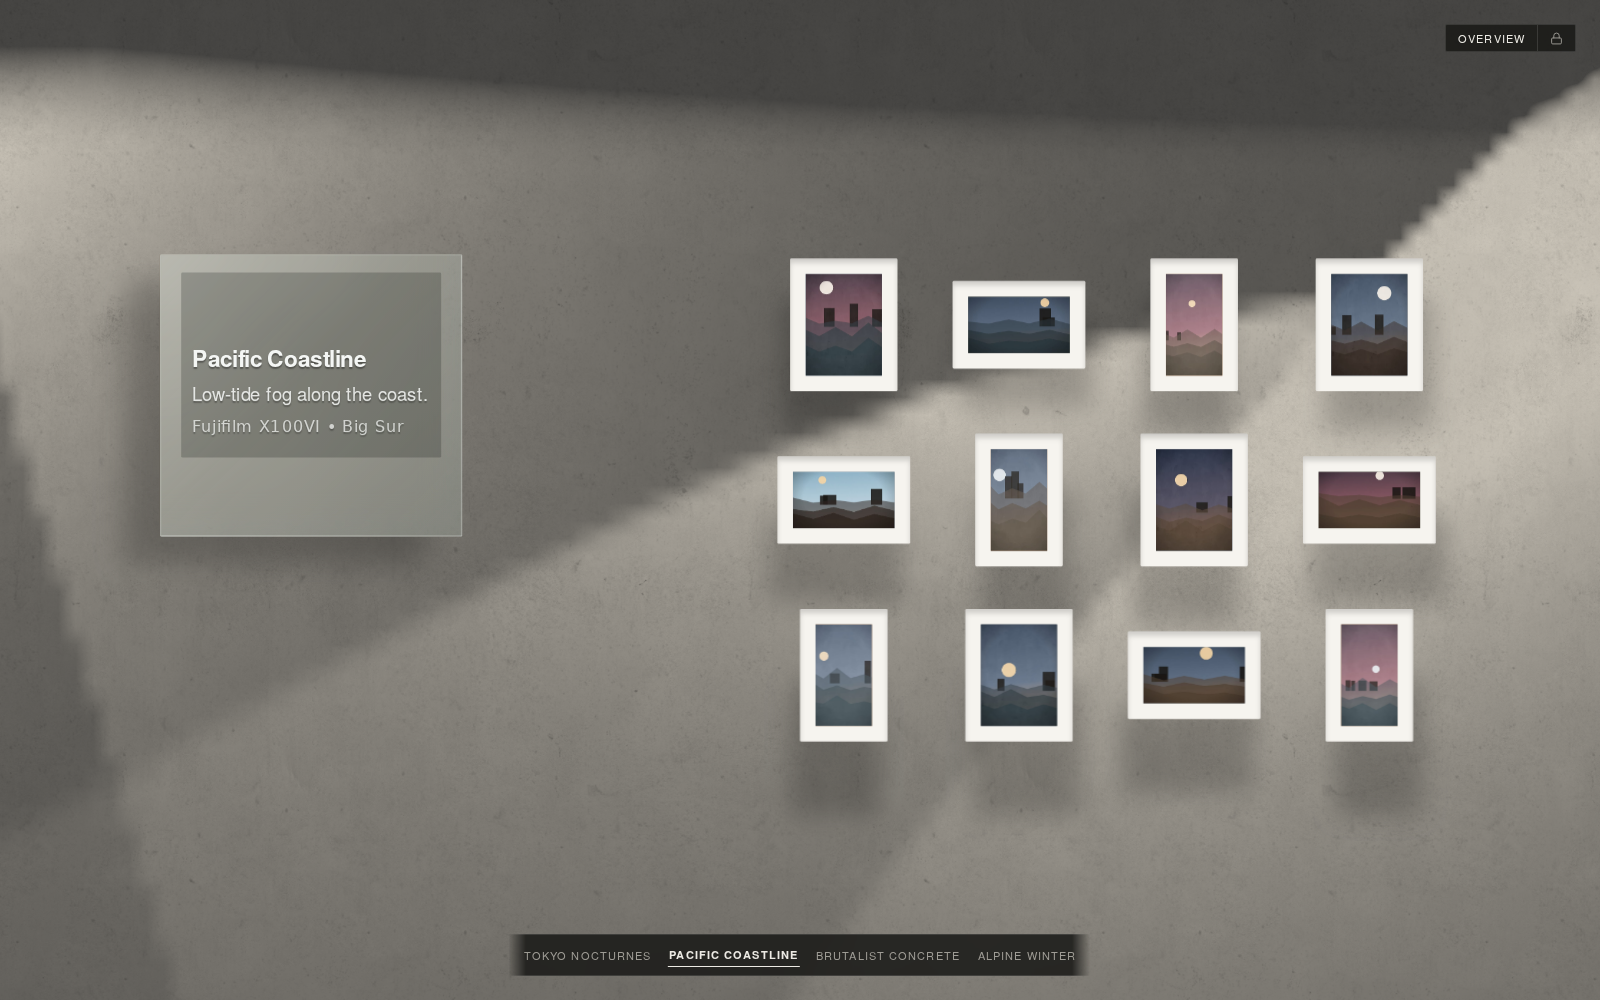 OVERVIEW
Pacific Coastline
Low-tide fog along the coast.
Fujifilm X100VI • Big Sur
TOKYO NOCTURNES PACIFIC COASTLINE BRUTALIST CONCRETE ALPINE WINTER